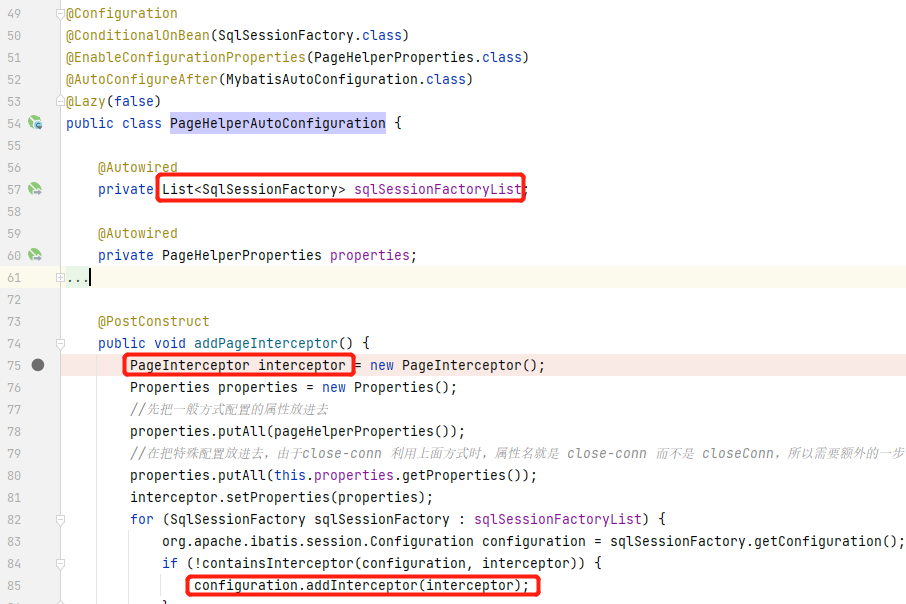 49 @Configuration
50 @ConditionalOnBean(SqlSessionFactory.class)
51 @EnableConfigurationProperties(PageHelperProperties.class)
52 @AutoConfigureAfter(MybatisAutoConfiguration.class)
53 @Lazy(false)
54 public class PageHelperAutoConfiguration {
55
56 @Autowired
57 private List<SqlSessionFactory> sqlSessionFactoryList;
58
59 @Autowired
60 private PageHelperProperties properties;
61 ...
72
73 @PostConstruct
74 public void addPageInterceptor() {
75 PageInterceptor interceptor = new PageInterceptor();
76 Properties properties = new Properties();
77 //先把一般方式配置的属性放进去
78 properties.putAll(pageHelperProperties());
79 //在把特殊配置放进去，由于close-conn 利用上面方式时，属性名就是 close-conn 而不是 closeConn，所以需要额外的一步
80 properties.putAll(this.properties.getProperties());
81 interceptor.setProperties(properties);
82 for (SqlSessionFactory sqlSessionFactory : sqlSessionFactoryList) {
83 org.apache.ibatis.session.Configuration configuration = sqlSessionFactory.getConfiguration();
84 if (!containsInterceptor(configuration, interceptor)) {
85 configuration.addInterceptor(interceptor);